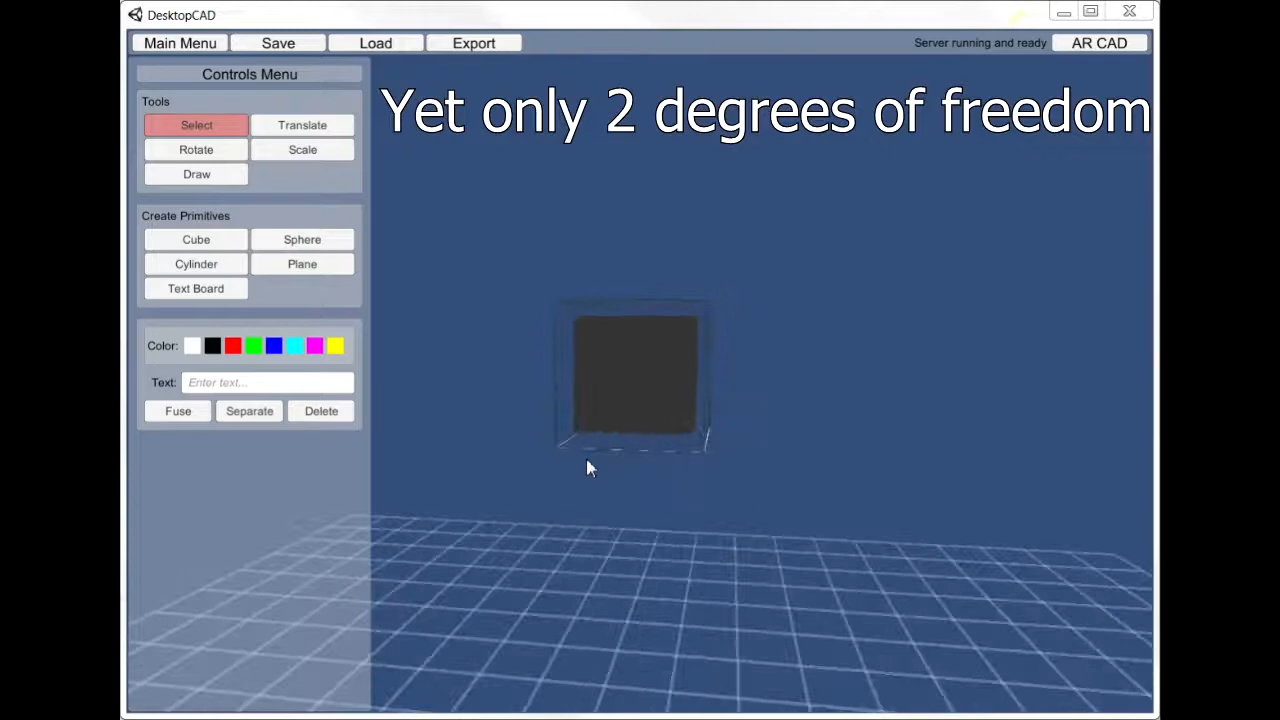 DesktopCAD
Main Menu Save Load Export Server running and ready AR CAD
Controls Menu
Yet only 2 degrees of freedom
Tools
Select Translate
Rotate Scale
Draw
Create Primitives
Cube Sphere
Cylinder Plane
Text Board
Color:
Text: Enter text...
Fuse Separate Delete